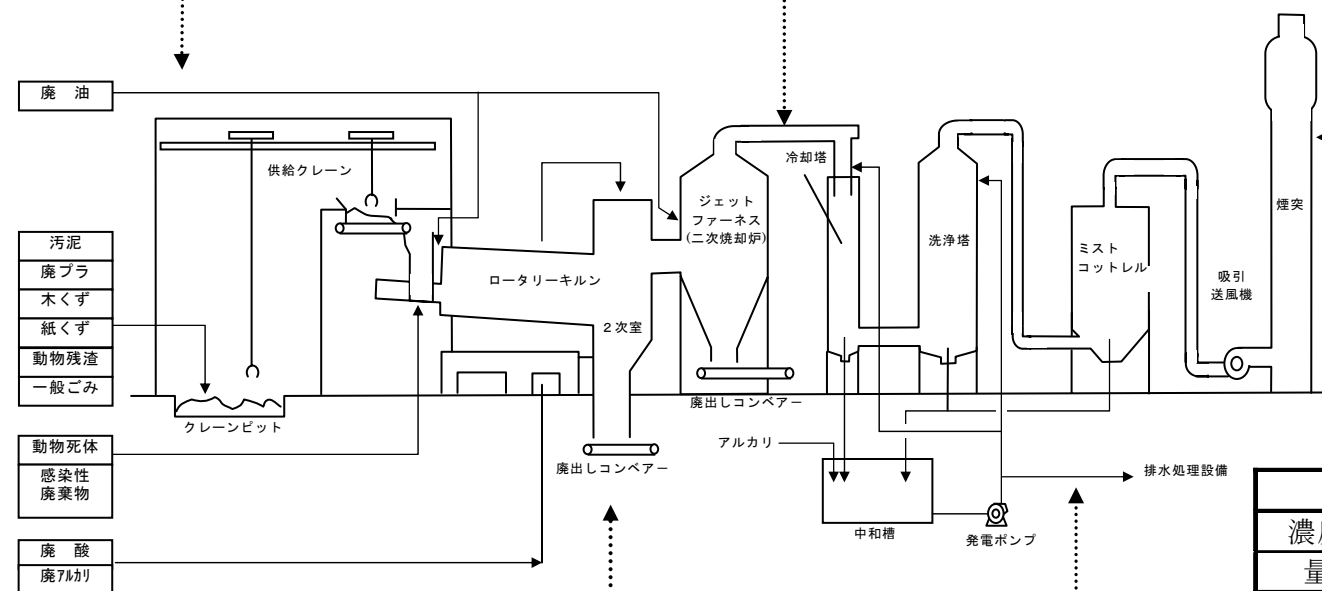 廃 油
供給クレーン
冷却塔
ジェット
ファーネス
(二次焼却炉)
洗浄塔
煙突
汚泥
廃プラ
木くず
紙くず
動物残渣
一般ごみ
ロータリーキルン
２次室
ミスト
コットレル
吸引
送風機
クレーンピット
廃出しコンベアー
動物死体
感染性
廃棄物
廃出しコンベアー
アルカリ
排水処理設備
中和槽
発電ポンプ
廃 酸
廃ｱﾙｶﾘ
量